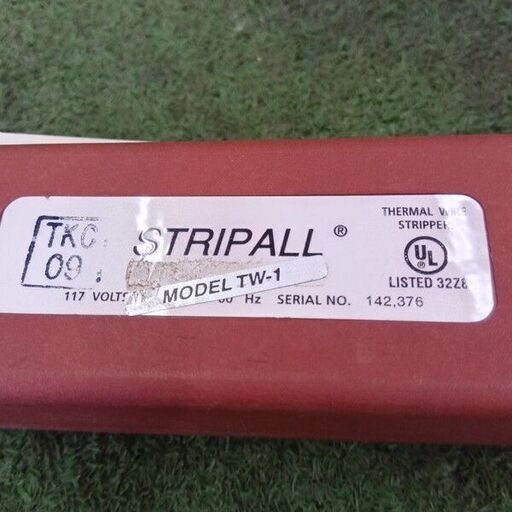 TKC.
09.
STRIPALL ®
THERMAL WIRE
STRIPPER
UL
LISTED 32Z8
MODEL TW-1
117 VOLTS Hz SERIAL NO. 142,376